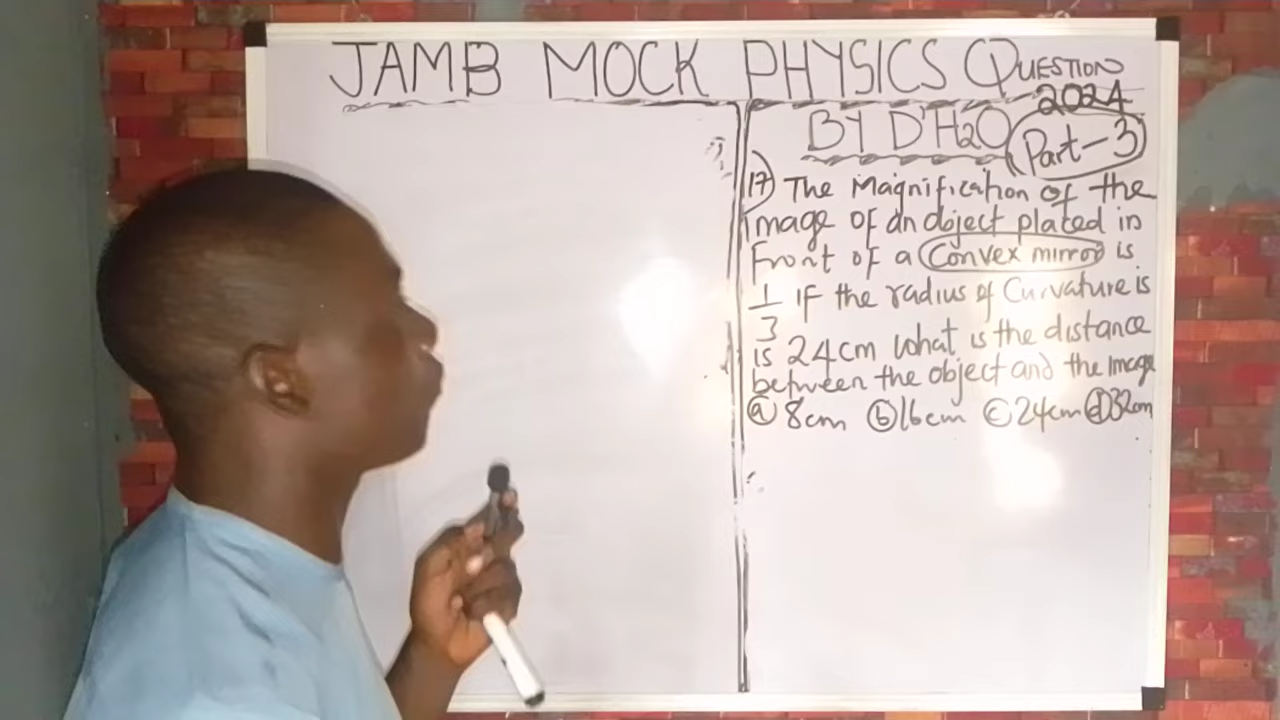 JAMB MOCK PHYSICS QUESTION
2024
BY D'H2O Part-3
17) The Magnification of the
image of an object placed in
Front of a Convex mirror is
1/3 if the radius of Curvature is
is 24cm what is the distance
between the object and the Image
(a) 8cm (b) 16cm (c) 24cm (d) 32cm